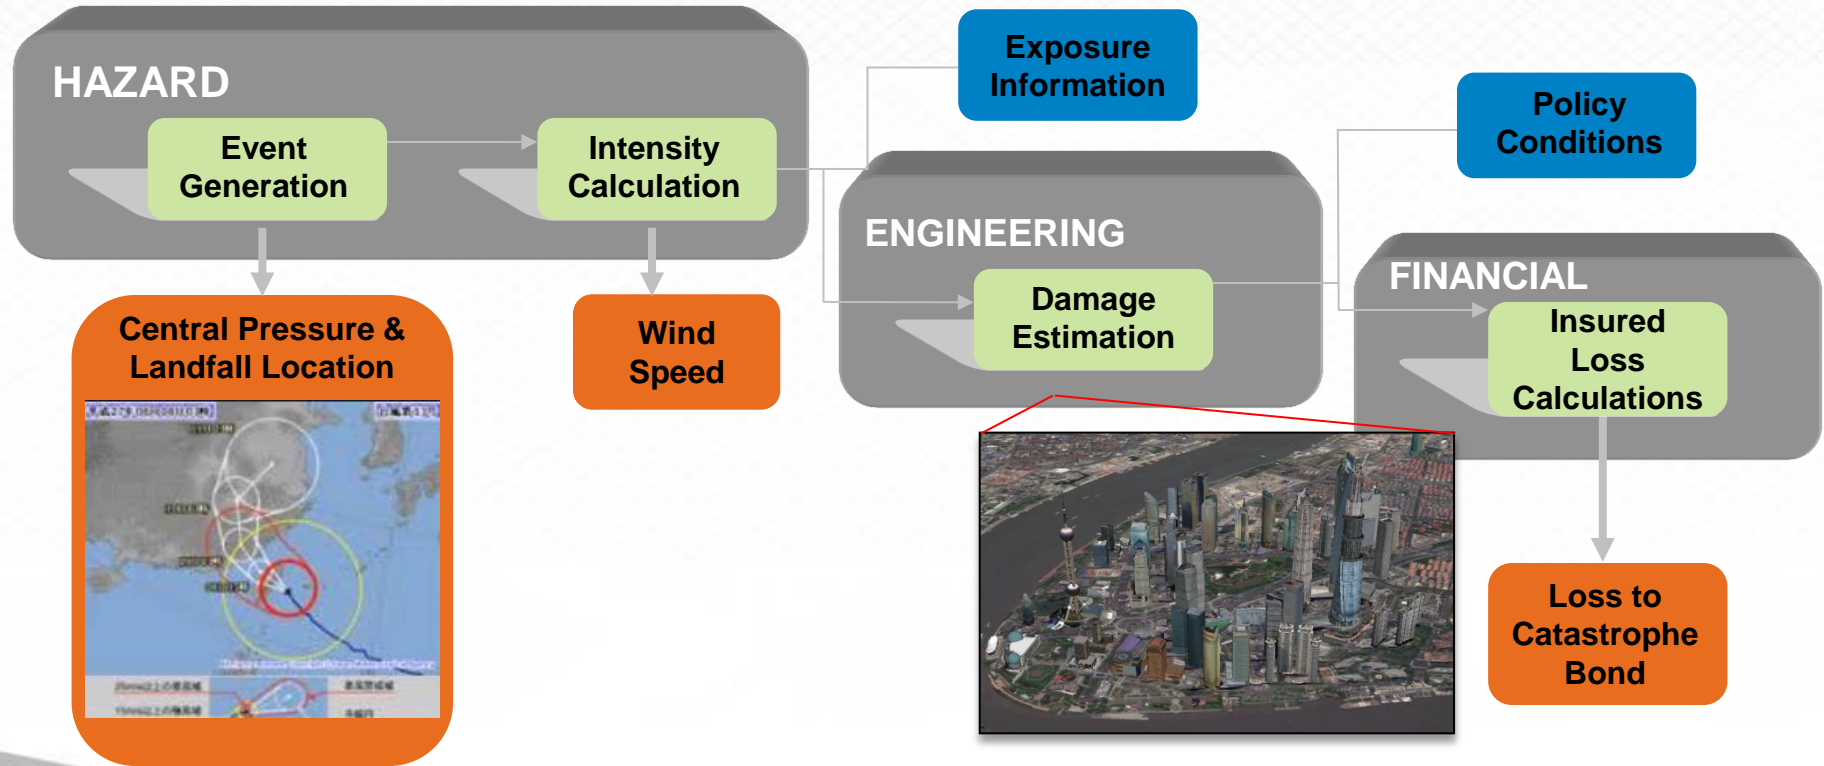 HAZARD
Event
Generation
Intensity
Calculation
Exposure
Information
Policy
Conditions
ENGINEERING
Damage
Estimation
FINANCIAL
Insured
Loss
Calculations
Central Pressure &
Landfall Location
Wind
Speed
Loss to
Catastrophe
Bond